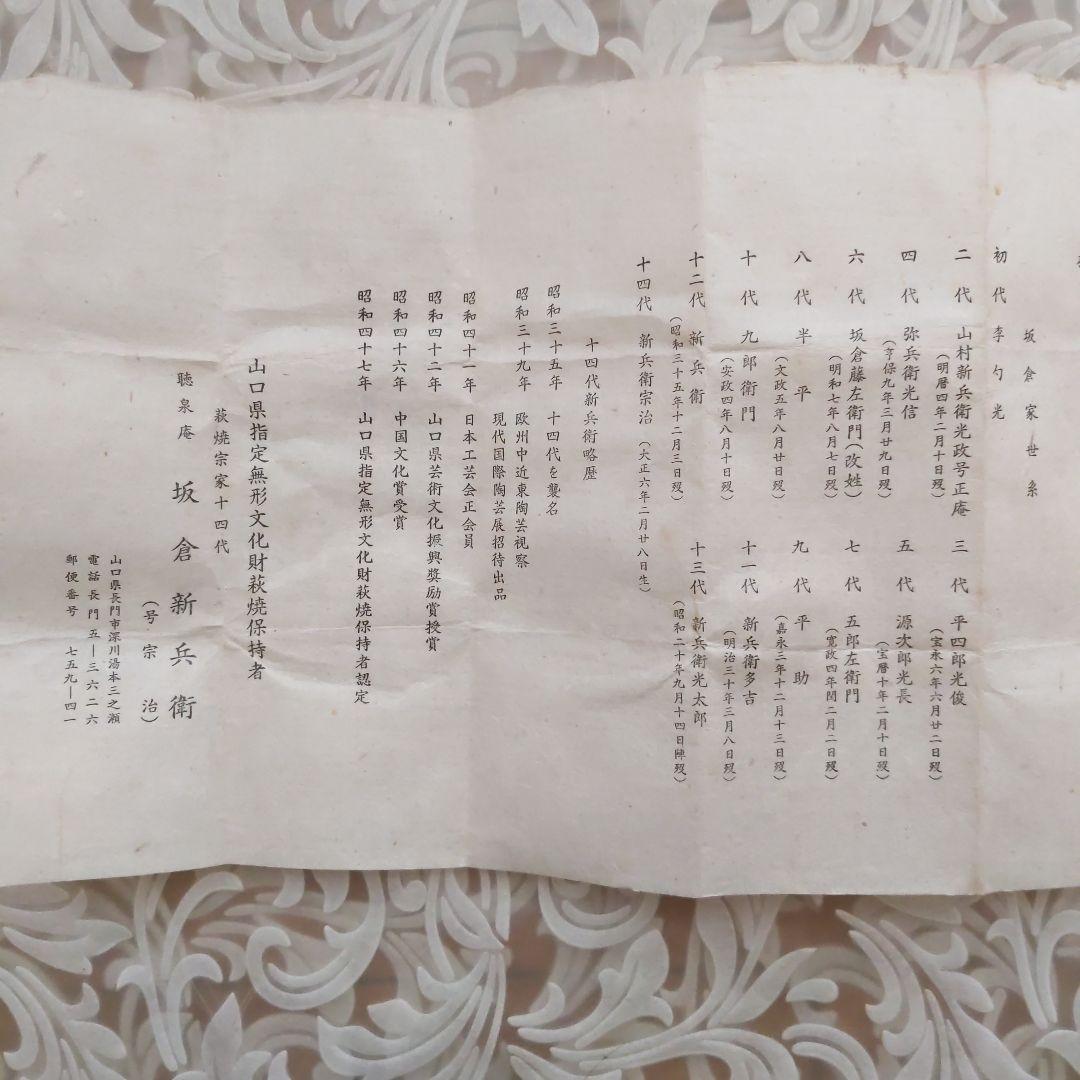 坂倉家世系
初代 李勺光
二代 山村新兵衛光政号正庵
(明暦四年二月十日歿)
三代 平四郎光俊
(宝永六年六月廿二日歿)
四代 弥兵衛光信
(享保九年三月廿九日歿)
五代 源次郎光長
(宝暦十年二月十日歿)
六代 坂倉藤左衛門(改姓)
(明和七年八月七日歿)
七代 五郎左衛門
(寛政四年閏二月二日歿)
八代 半平
(文政五年八月廿日歿)
九代 平助
(嘉永三年十二月十三日歿)
十代 九郎衛門
(安政四年八月十日歿)
十一代 新兵衛多吉
(明治三十年三月八日歿)
十二代 新兵衛
(昭和三十五年十二月三日歿)
十三代 新兵衛光太郎
(昭和二十年九月十四日陣歿)
十四代 新兵衛宗治 (大正六年二月廿八日生)
十四代新兵衛略歴
昭和三十五年 十四代を襲名
昭和三十九年 欧州中近東陶芸視察
現代国際陶芸展招待出品
昭和四十一年 日本工芸会正会員
昭和四十二年 山口県芸術文化振興奨励賞授賞
昭和四十六年 中国文化賞受賞
昭和四十七年 山口県指定無形文化財萩焼保持者認定
山口県指定無形文化財萩焼保持者
萩焼宗家十四代
聴泉庵 坂倉新兵衛
(号宗治)
山口県長門市深川湯本三之瀬
電話長門五―三六二六
郵便番号 七五九―四一